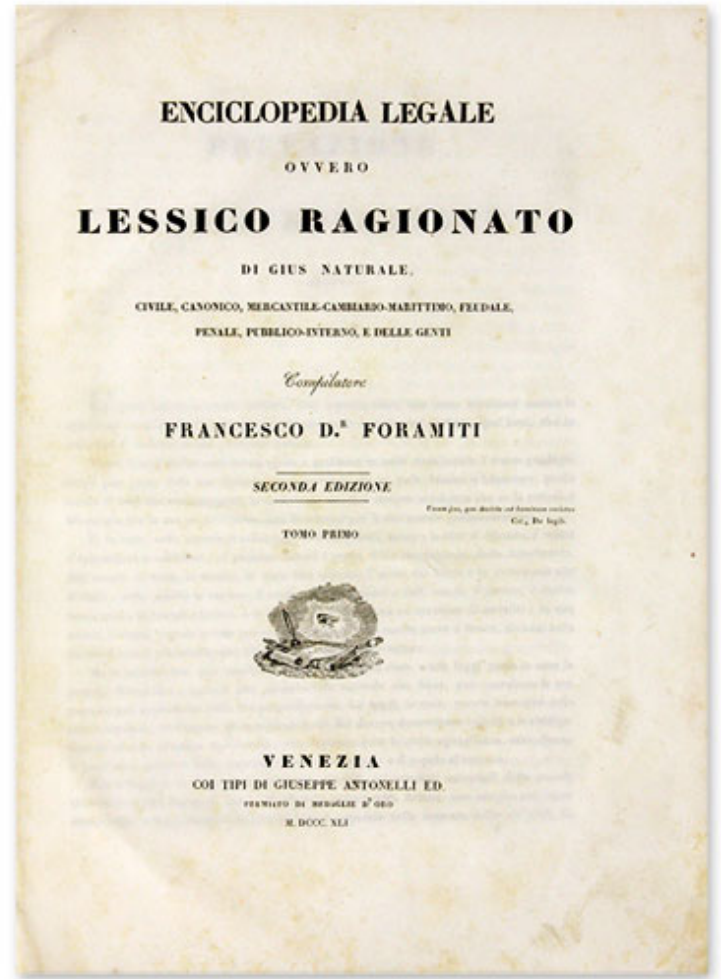 ENCICLOPEDIA LEGALE
OVVERO
LESSICO RAGIONATO
DI GIUS NATURALE,
CIVILE, CANONICO, MERCANTILE-CAMBIARIO-MARITTIMO, FEUDALE,
PENALE, PUBBLICO-INTERNO, E DELLE GENTI
Compilatore
FRANCESCO D.R FORAMITI
SECONDA EDIZIONE
Cic., De legib.
TOMO PRIMO
VENEZIA
COI TIPI DI GIUSEPPE ANTONELLI ED.
PREMIATO DI MEDAGLIE D'ORO
M. DCCC. XLI